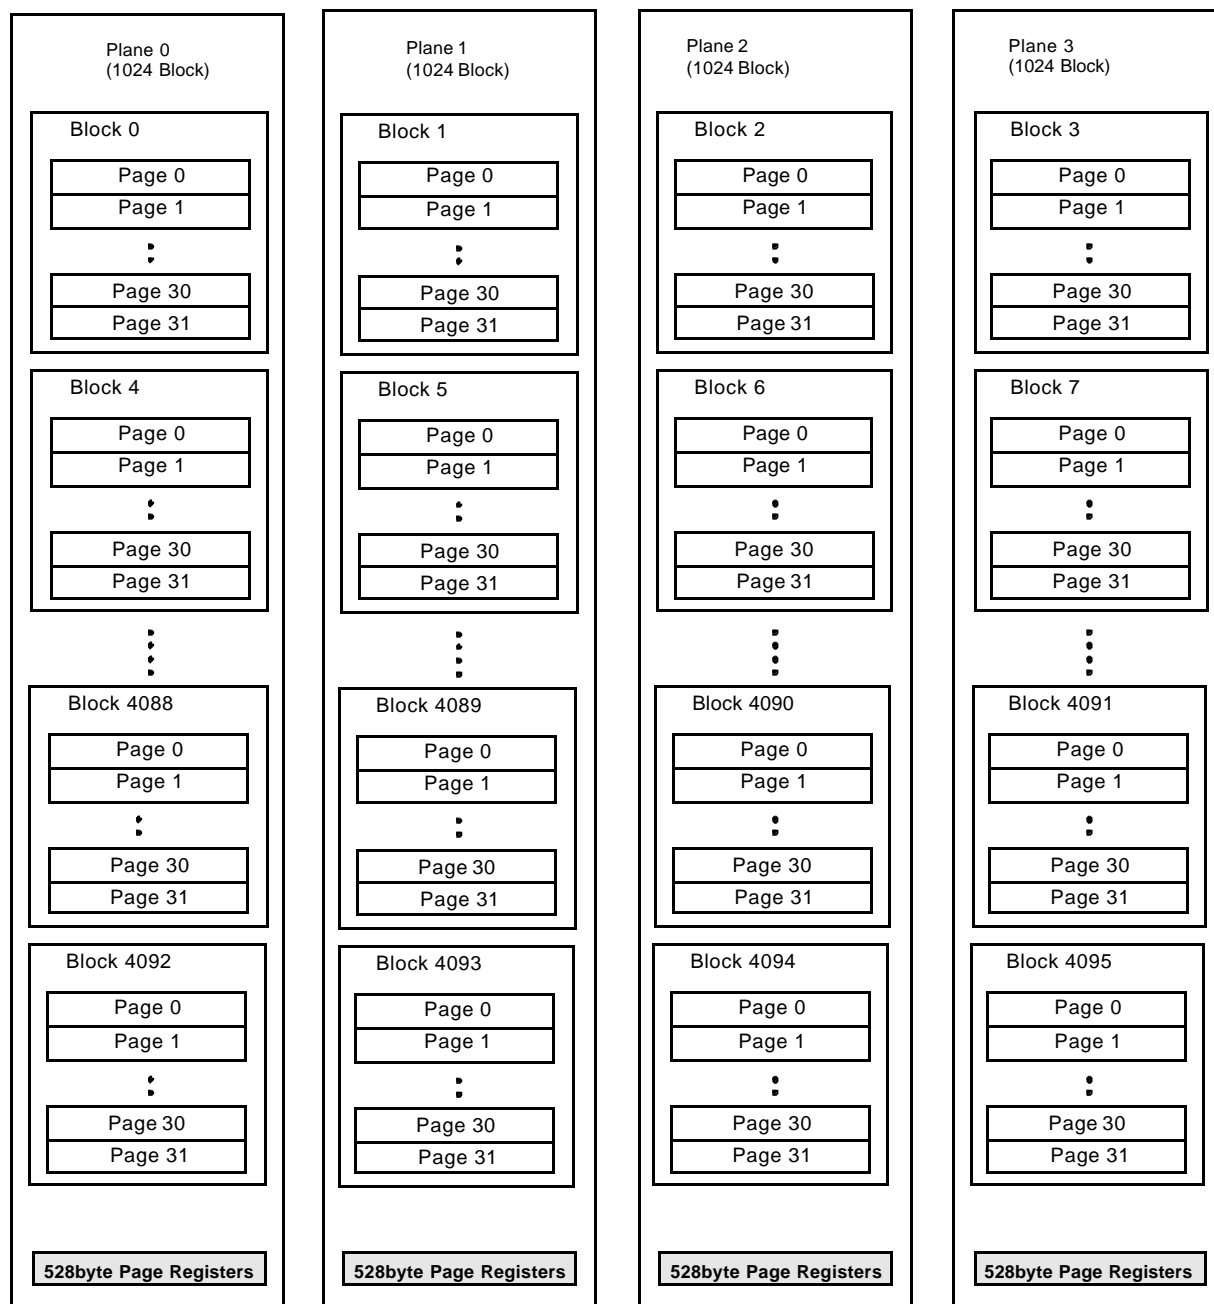 Plane 0
(1024 Block)
Block 0
Page 0
Page 1
Page 30
Page 31
Block 4
Page 0
Page 1
Page 30
Page 31
Block 4088
Page 0
Page 1
Page 30
Page 31
Block 4092
Page 0
Page 1
Page 30
Page 31
528byte Page Registers
Plane 1
(1024 Block)
Block 1
Page 0
Page 1
Page 30
Page 31
Block 5
Page 0
Page 1
Page 30
Page 31
Block 4089
Page 0
Page 1
Page 30
Page 31
Block 4093
Page 0
Page 1
Page 30
Page 31
528byte Page Registers
Plane 2
(1024 Block)
Block 2
Page 0
Page 1
Page 30
Page 31
Block 6
Page 0
Page 1
Page 30
Page 31
Block 4090
Page 0
Page 1
Page 30
Page 31
Block 4094
Page 0
Page 1
Page 30
Page 31
528byte Page Registers
Plane 3
(1024 Block)
Block 3
Page 0
Page 1
Page 30
Page 31
Block 7
Page 0
Page 1
Page 30
Page 31
Block 4091
Page 0
Page 1
Page 30
Page 31
Block 4095
Page 0
Page 1
Page 30
Page 31
528byte Page Registers